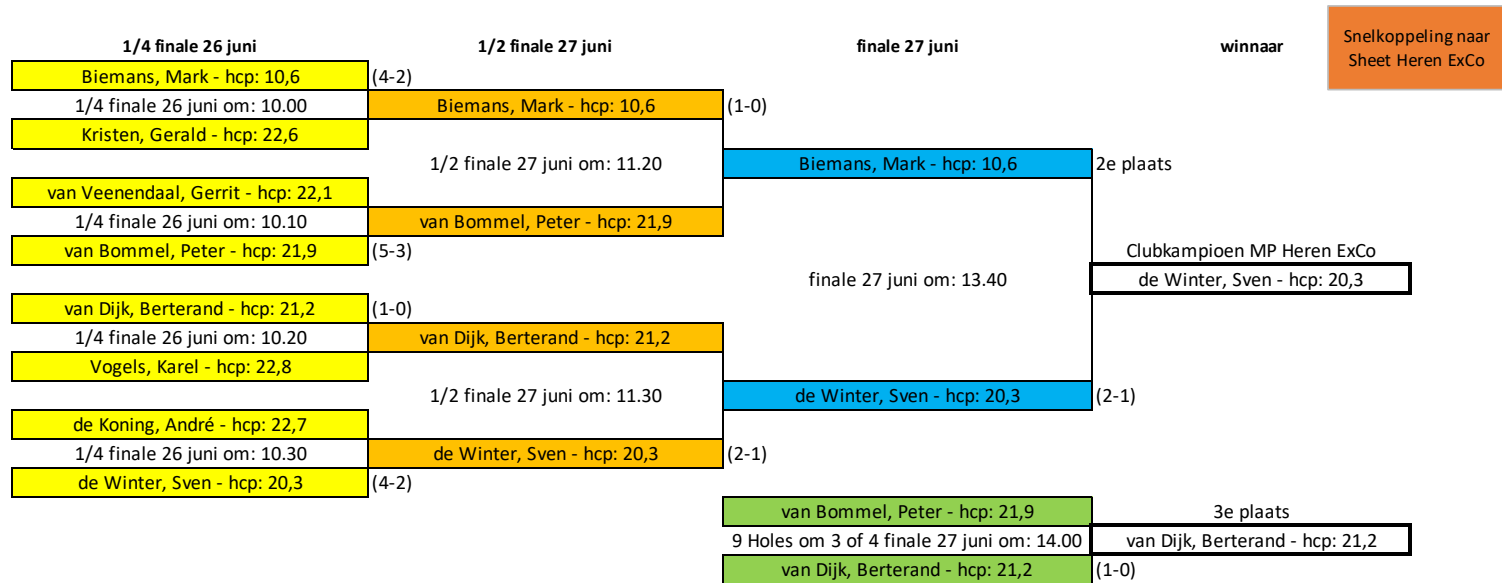 1/4 finale 26 juni
1/2 finale 27 juni
finale 27 juni
winnaar
Snelkoppeling naar
Sheet Heren ExCo
Biemans, Mark - hcp: 10,6
(4-2)
1/4 finale 26 juni om: 10.00
Biemans, Mark - hcp: 10,6
(1-0)
Kristen, Gerald - hcp: 22,6
1/2 finale 27 juni om: 11.20
Biemans, Mark - hcp: 10,6
2e plaats
van Veenendaal, Gerrit - hcp: 22,1
1/4 finale 26 juni om: 10.10
van Bommel, Peter - hcp: 21,9
van Bommel, Peter - hcp: 21,9
(5-3)
Clubkampioen MP Heren ExCo
finale 27 juni om: 13.40
de Winter, Sven - hcp: 20,3
van Dijk, Berterand - hcp: 21,2
(1-0)
1/4 finale 26 juni om: 10.20
van Dijk, Berterand - hcp: 21,2
Vogels, Karel - hcp: 22,8
1/2 finale 27 juni om: 11.30
de Winter, Sven - hcp: 20,3
(2-1)
de Koning, André - hcp: 22,7
1/4 finale 26 juni om: 10.30
de Winter, Sven - hcp: 20,3
(2-1)
de Winter, Sven - hcp: 20,3
(4-2)
van Bommel, Peter - hcp: 21,9
3e plaats
9 Holes om 3 of 4 finale 27 juni om: 14.00
van Dijk, Berterand - hcp: 21,2
van Dijk, Berterand - hcp: 21,2
(1-0)